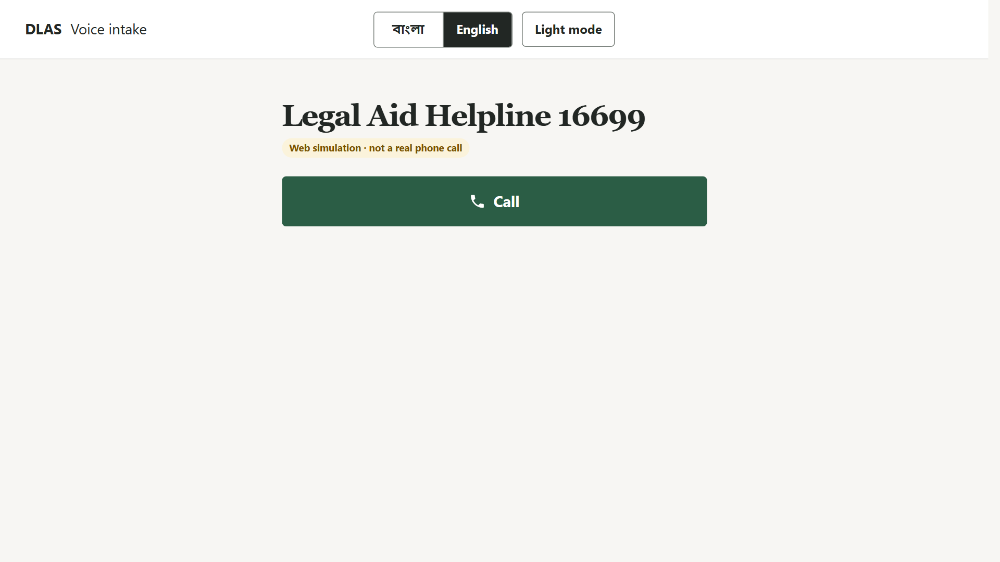 DLAS Voice intake
বাংলা English Light mode
Legal Aid Helpline 16699
Web simulation · not a real phone call
Call